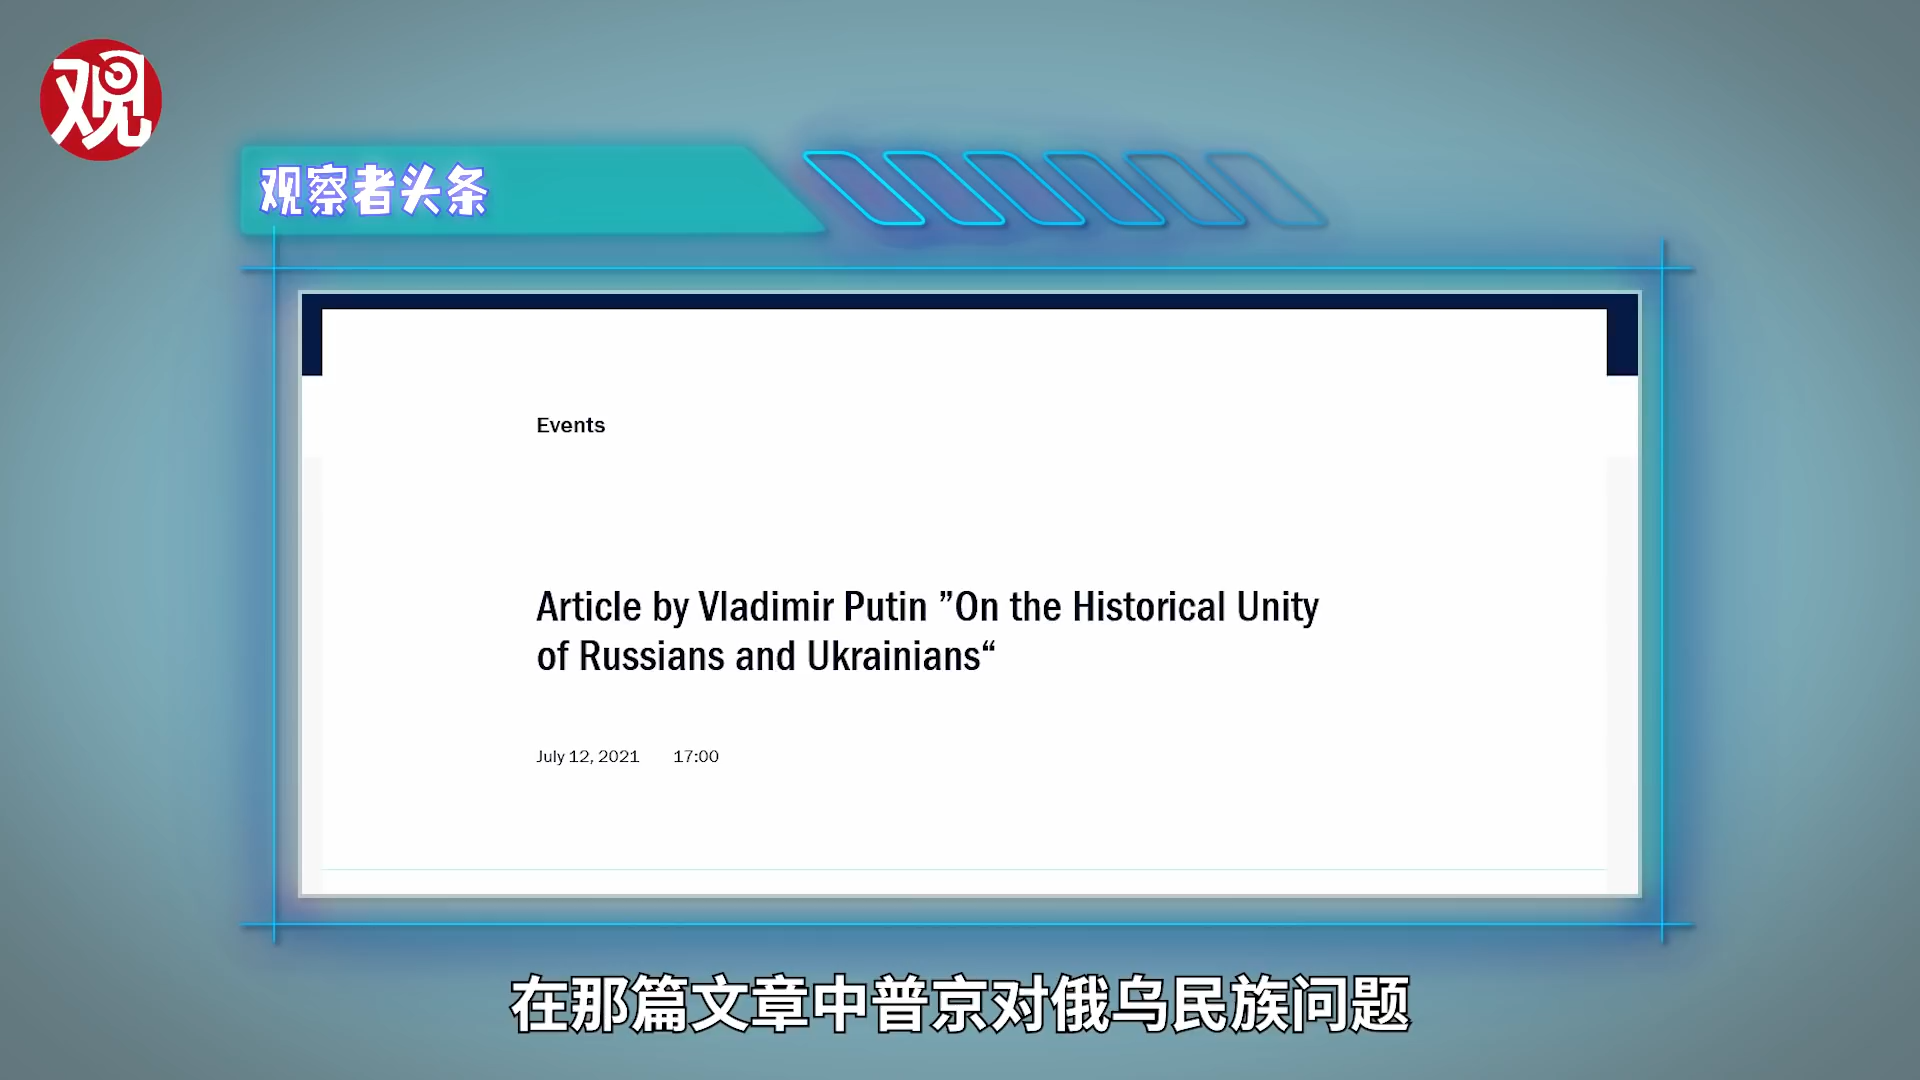 观
观察者头条
Events
Article by Vladimir Putin ”On the Historical Unity
of Russians and Ukrainians“
July 12, 2021 17:00
在那篇文章中普京对俄乌民族问题